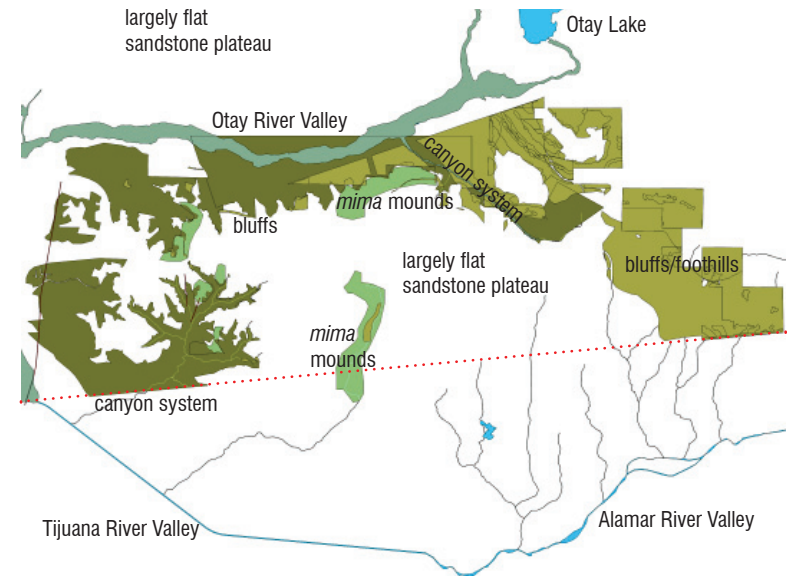 largely flat
sandstone plateau
Otay Lake
Otay River Valley
canyon system
mima mounds
bluffs
largely flat
sandstone plateau
bluffs/foothills
mima
mounds
canyon system
Tijuana River Valley
Alamar River Valley